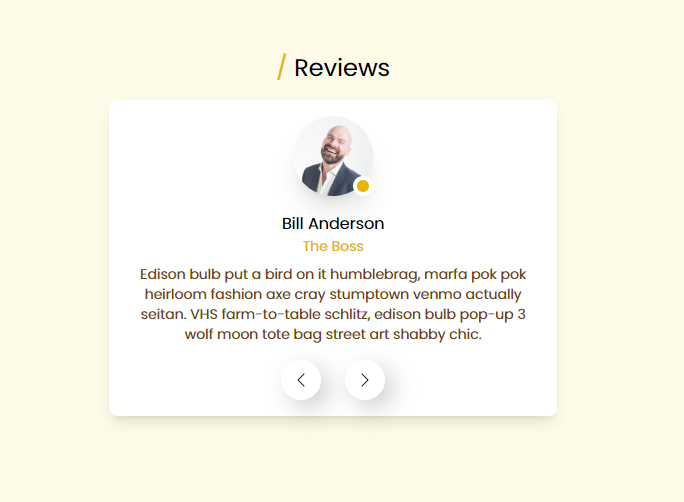 / Reviews
Bill Anderson
The Boss
Edison bulb put a bird on it humblebrag, marfa pok pok
heirloom fashion axe cray stumptown venmo actually
seitan. VHS farm-to-table schlitz, edison bulb pop-up 3
wolf moon tote bag street art shabby chic.